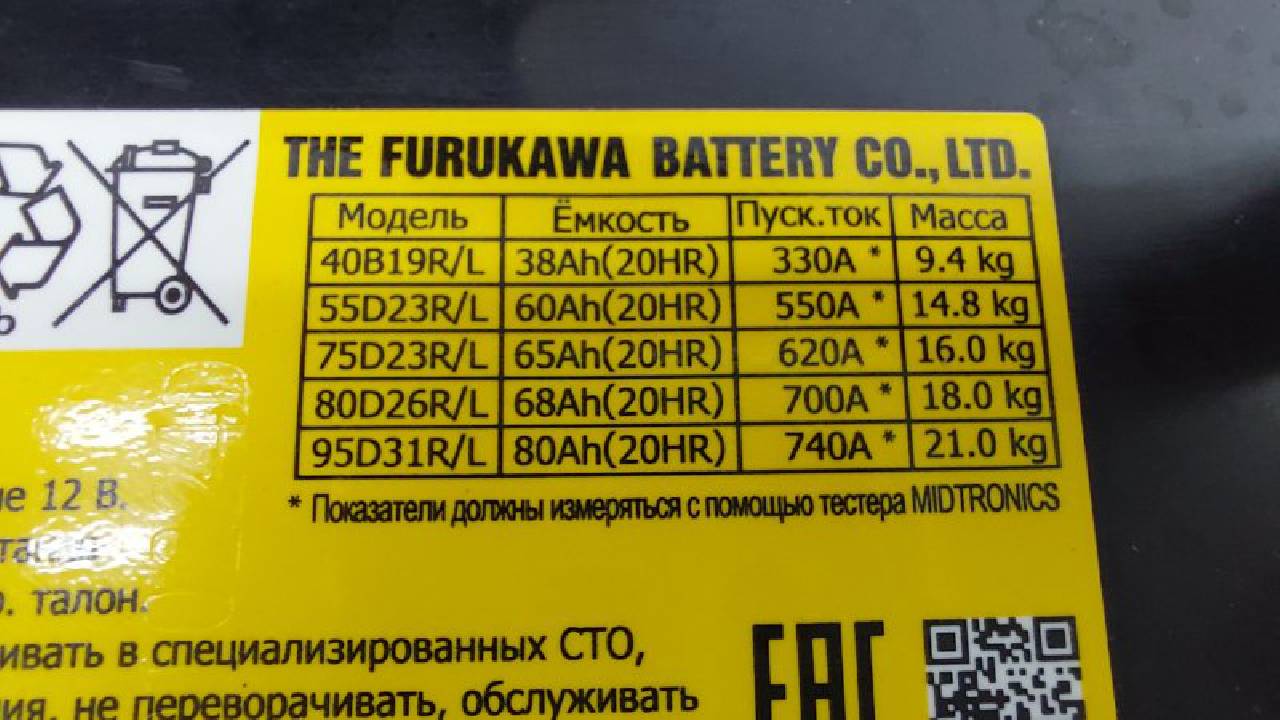 THE FURUKAWA BATTERY CO., LTD.
Модель Ёмкость Пуск.ток Масса
40B19R/L 38Ah(20HR) 330A * 9.4 kg
55D23R/L 60Ah(20HR) 550A * 14.8 kg
75D23R/L 65Ah(20HR) 620A * 16.0 kg
80D26R/L 68Ah(20HR) 700A * 18.0 kg
95D31R/L 80Ah(20HR) 740A * 21.0 kg
* Показатели должны измеряться с помощью тестера MIDTRONICS
12 В.
талон.
в специализированных СТО,
не переворачивать, обслуживать
EAC